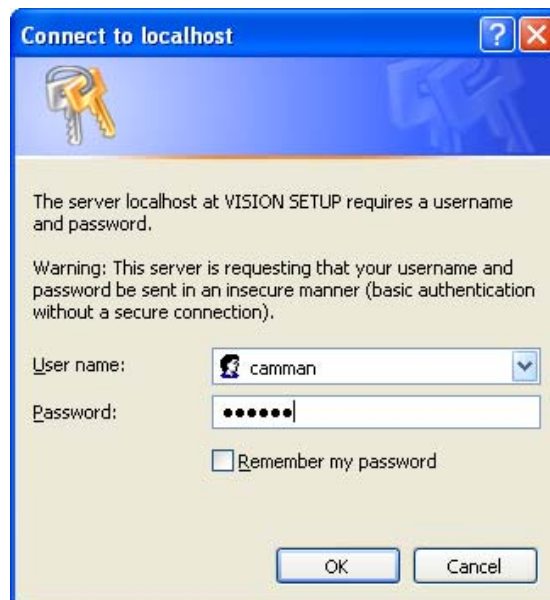 Connect to localhost
The server localhost at VISION SETUP requires a username
and password.
Warning: This server is requesting that your username and
password be sent in an insecure manner (basic authentication
without a secure connection).
User name:
camman
Password:
••••••
Remember my password
OK
Cancel